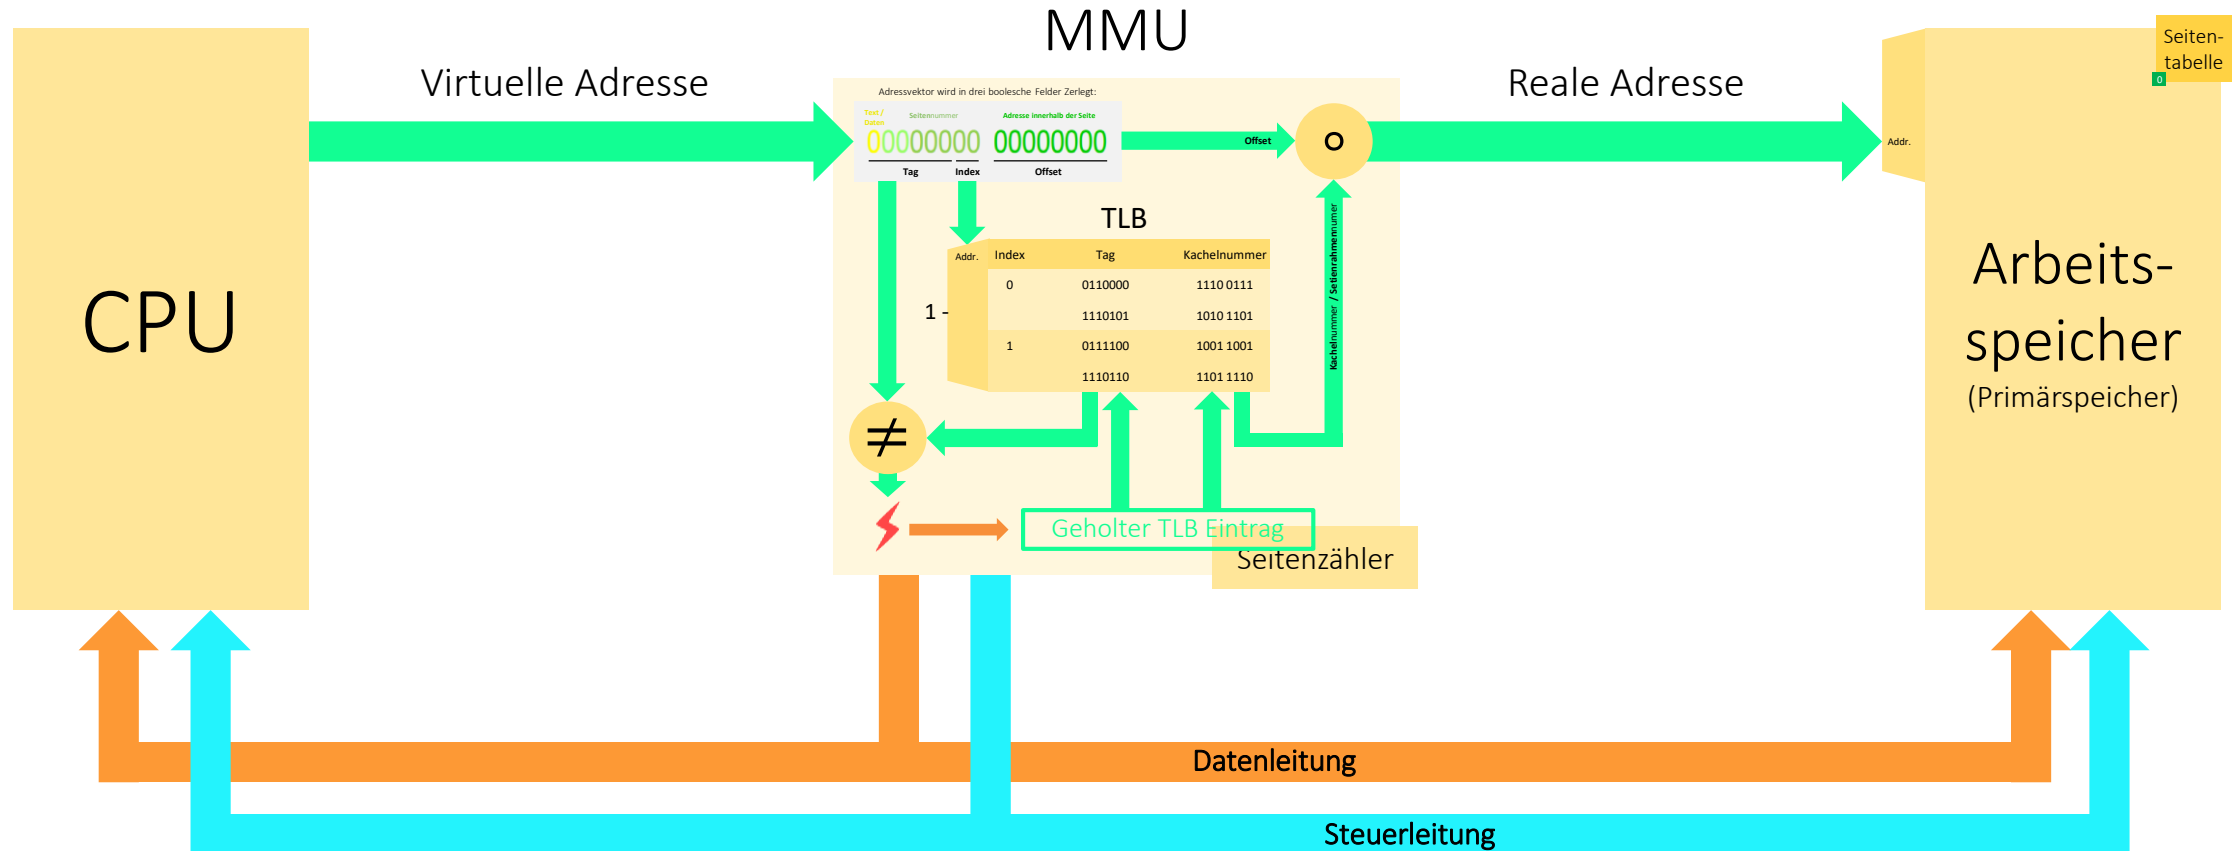 MMU
CPU
Virtuelle Adresse
Adressvektor wird in drei boolesche Felder Zerlegt:
Text /
Daten
Seitennummer
Adresse innerhalb der Seite
00000000 00000000
Tag Index Offset
Offset
Reale Adresse
Seiten-
tabelle
0
Addr.
TLB
Addr. Index Tag Kachelnummer
0 0110000 1110 0111
1110101 1010 1101
1 -
1 0111100 1001 1001
1110110 1101 1110
Kachelnummer / Setienrahmennumer
≠
Geholter TLB Eintrag
Seitenzähler
Arbeits-
speicher
(Primärspeicher)
Datenleitung
Steuerleitung